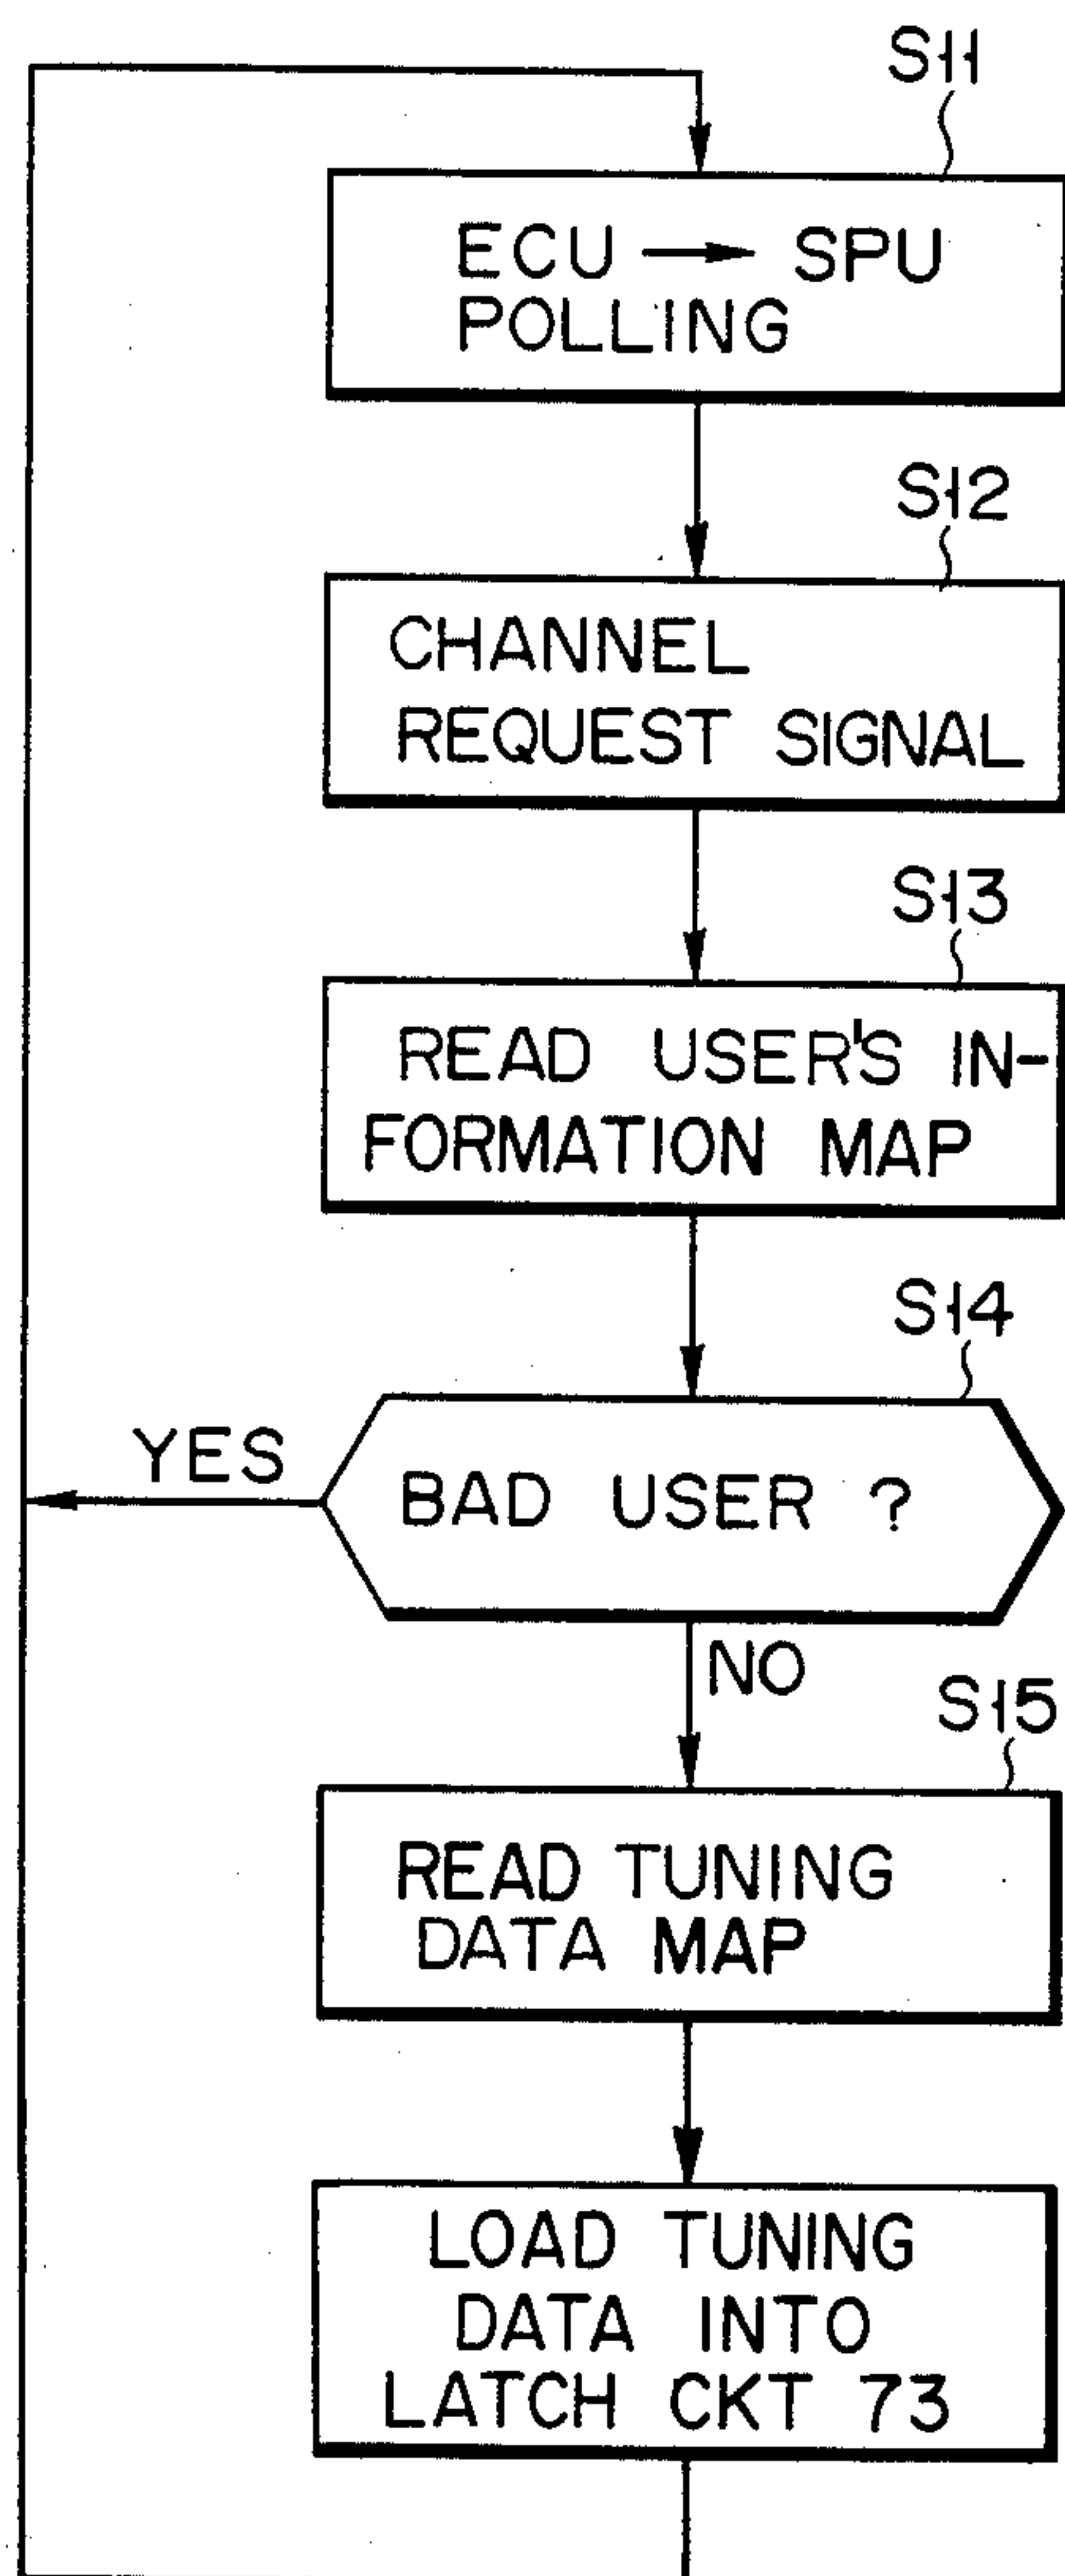 S11
ECU → SPU
POLLING
S12
CHANNEL
REQUEST SIGNAL
S13
READ USER'S IN-
FORMATION MAP
S14
YES
BAD USER ?
NO
S15
READ TUNING
DATA MAP
LOAD TUNING
DATA INTO
LATCH CKT 73